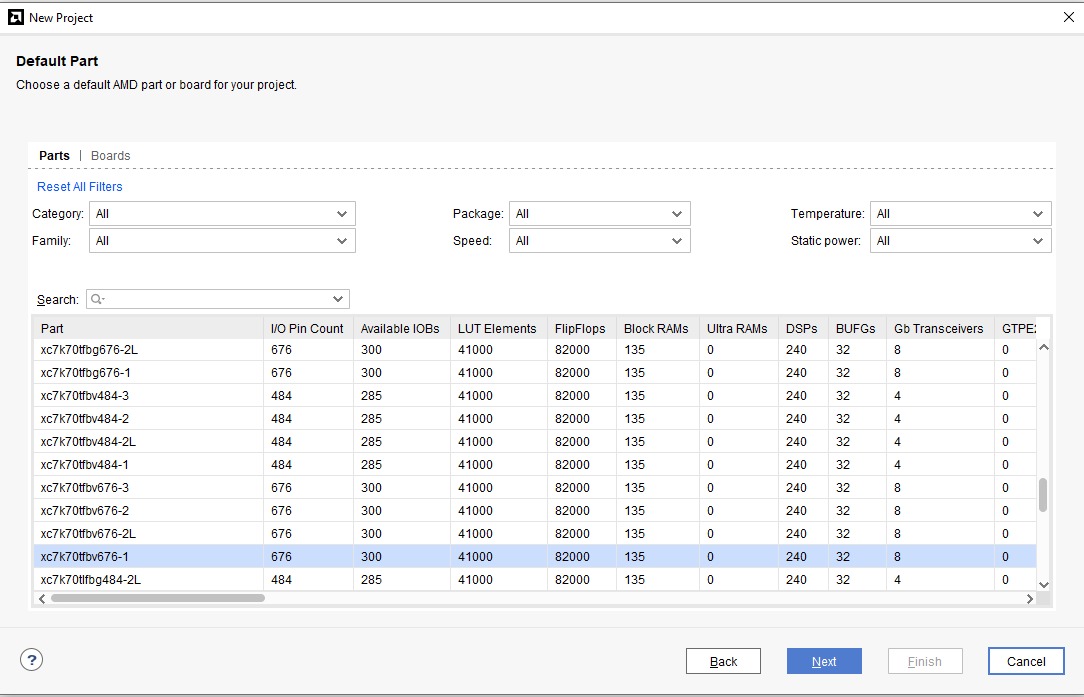 New Project
Default Part
Choose a default AMD part or board for your project.
Parts | Boards
Reset All Filters
Category: All Package: All Temperature: All
Family: All Speed: All Static power: All
Search:
Part I/O Pin Count Available IOBs LUT Elements FlipFlops Block RAMs Ultra RAMs DSPs BUFGs Gb Transceivers GTPE2
xc7k70tfbg676-2L 676 300 41000 82000 135 0 240 32 8 0
xc7k70tfbg676-1 676 300 41000 82000 135 0 240 32 8 0
xc7k70tfbv484-3 484 285 41000 82000 135 0 240 32 4 0
xc7k70tfbv484-2 484 285 41000 82000 135 0 240 32 4 0
xc7k70tfbv484-2L 484 285 41000 82000 135 0 240 32 4 0
xc7k70tfbv484-1 484 285 41000 82000 135 0 240 32 4 0
xc7k70tfbv676-3 676 300 41000 82000 135 0 240 32 8 0
xc7k70tfbv676-2 676 300 41000 82000 135 0 240 32 8 0
xc7k70tfbv676-2L 676 300 41000 82000 135 0 240 32 8 0
xc7k70tfbv676-1 676 300 41000 82000 135 0 240 32 8 0
xc7k70tlfbg484-2L 484 285 41000 82000 135 0 240 32 4 0
? Back Next Finish Cancel